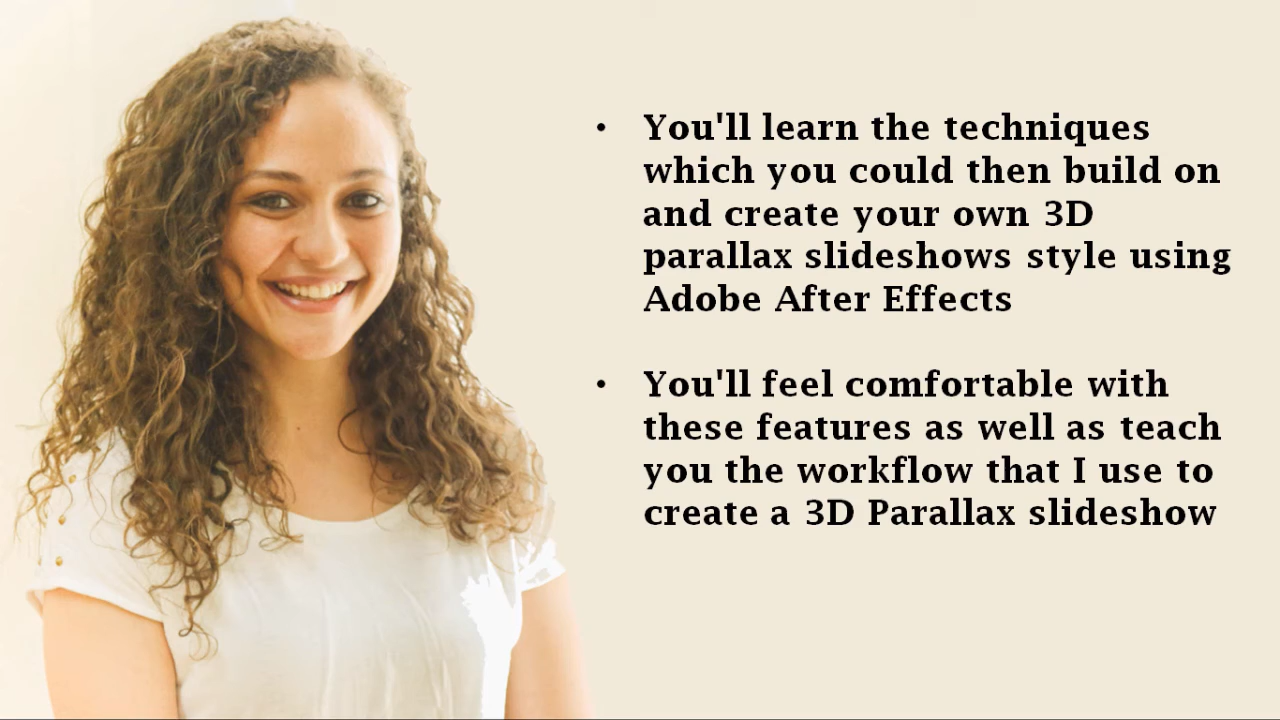 • You'll learn the techniques
which you could then build on
and create your own 3D
parallax slideshows style using
Adobe After Effects
• You'll feel comfortable with
these features as well as teach
you the workflow that I use to
create a 3D Parallax slideshow